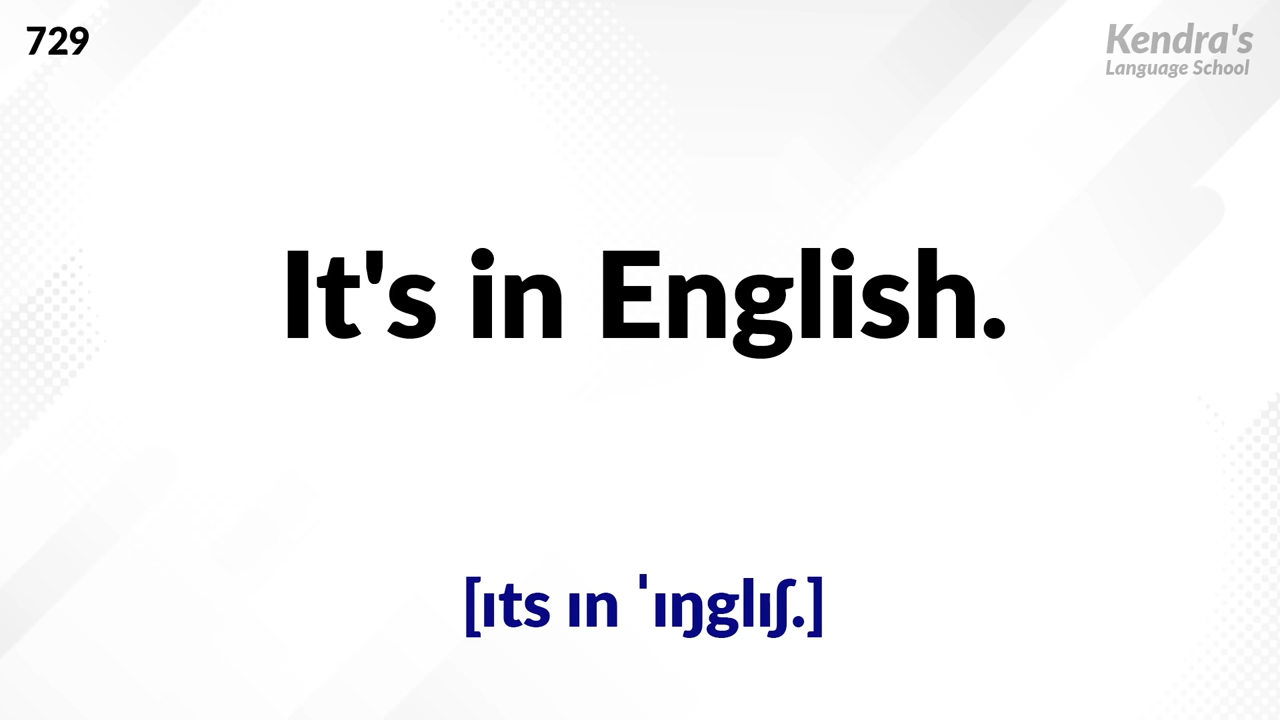 729
Kendra's
Language School
It's in English.
[ɪts ɪn ˈɪŋglɪʃ.]